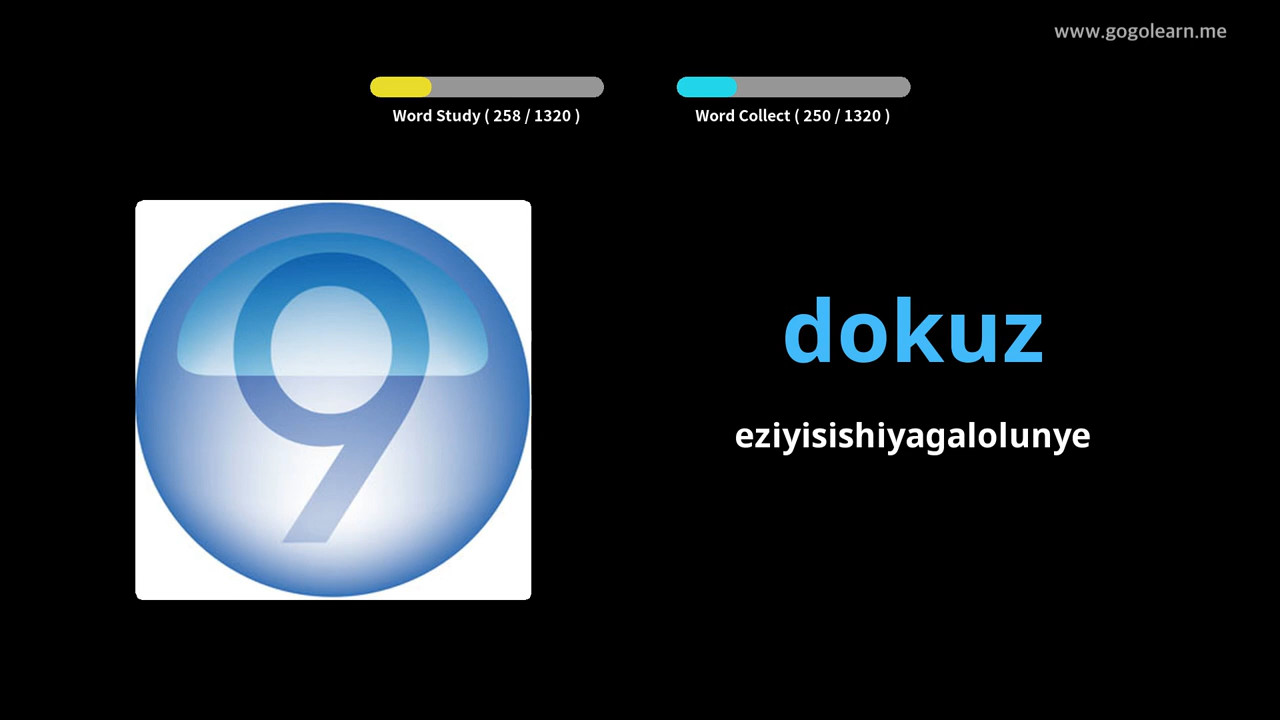 www.gogolearn.me
Word Study ( 258 / 1320 )
Word Collect ( 250 / 1320 )
9
dokuz
eziyisishiyagalolunye